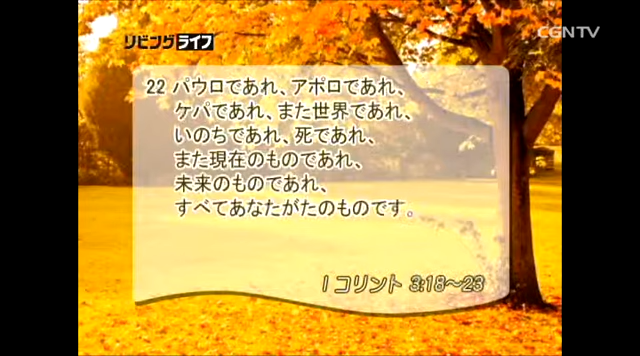 リビングライフ
CGNTV
22 パウロであれ、アポロであれ、
ケパであれ、また世界であれ、
いのちであれ、死であれ、
また現在のものであれ、
未来のものであれ、
すべてあなたがたのものです。
I コリント 3:18～23